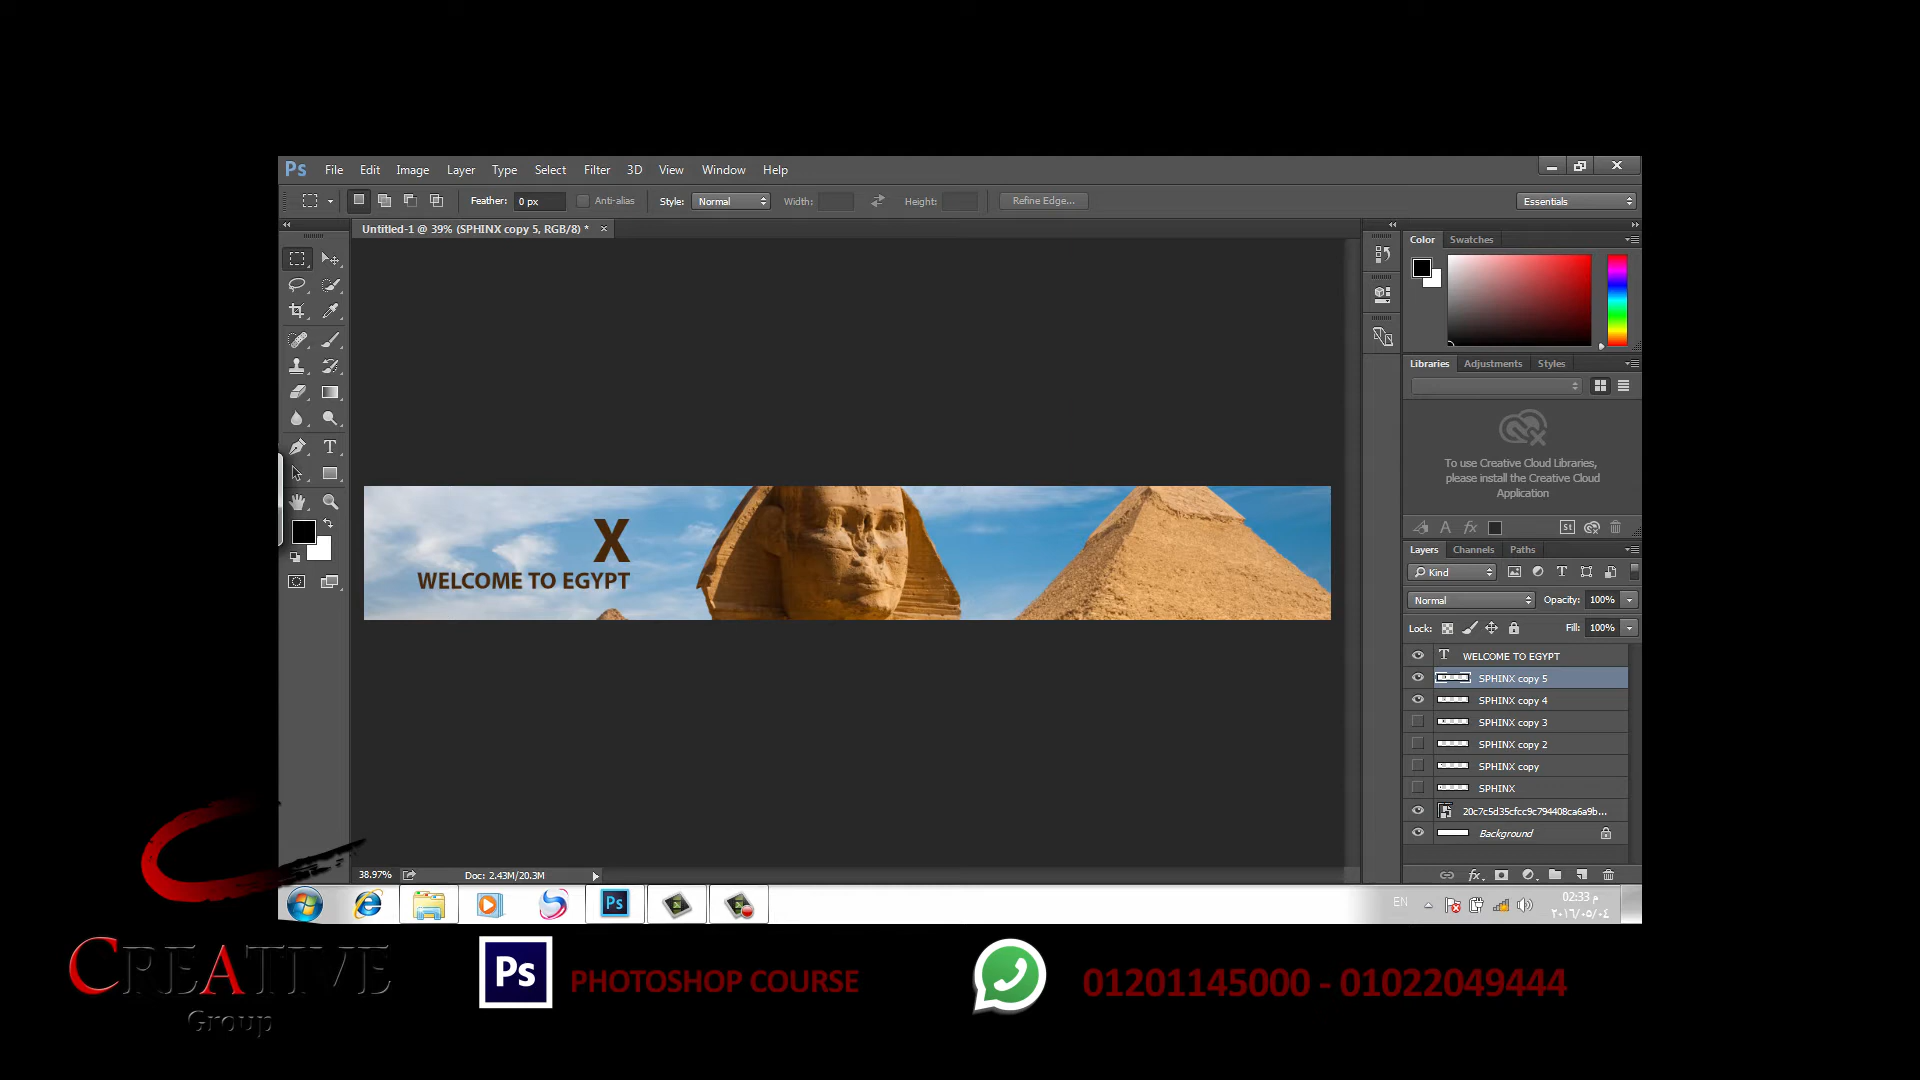 Ps File Edit Image Layer Type Select Filter 3D View Window Help
Feather: 0 px Anti-alias Style: Normal Width: Height: Refine Edge... Essentials
Untitled-1 @ 39% (SPHINX copy 5, RGB/8) * ×
Color Swatches
Libraries Adjustments Styles
To use Creative Cloud Libraries,
please install the Creative Cloud
Application
X
WELCOME TO EGYPT
Layers Channels Paths
Kind
Normal Opacity: 100%
Lock: Fill: 100%
WELCOME TO EGYPT
SPHINX copy 5
SPHINX copy 4
SPHINX copy 3
SPHINX copy 2
SPHINX copy
SPHINX
20c7c5d35cfcc9c794408ca6a9b...
Background
38.97% Doc: 2.43M/20.3M
Ps EN 02:33 م
٢٠١٦/٠٥/٠٤
CREATIVE
Group
Ps PHOTOSHOP COURSE
01201145000 - 01022049444